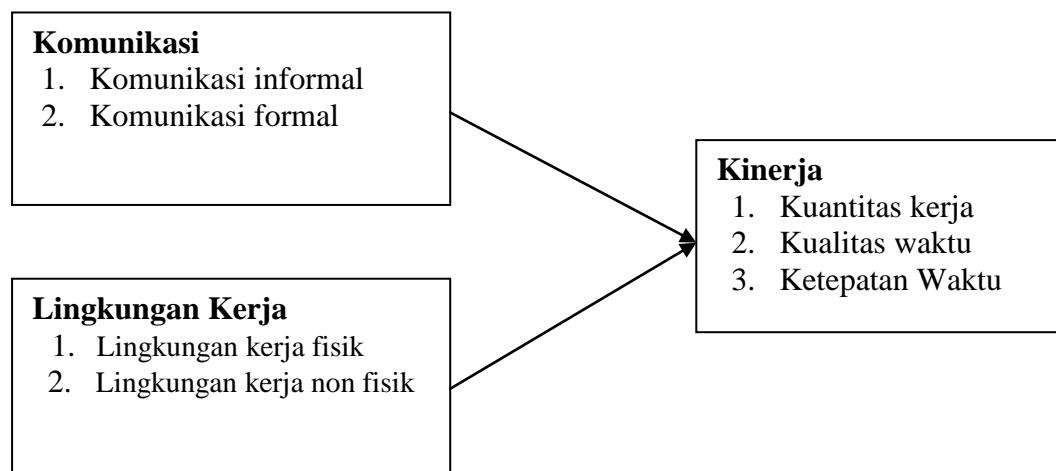 Komunikasi
1. Komunikasi informal
2. Komunikasi formal
Lingkungan Kerja
1. Lingkungan kerja fisik
2. Lingkungan kerja non fisik
Kinerja
1. Kuantitas kerja
2. Kualitas waktu
3. Ketepatan Waktu